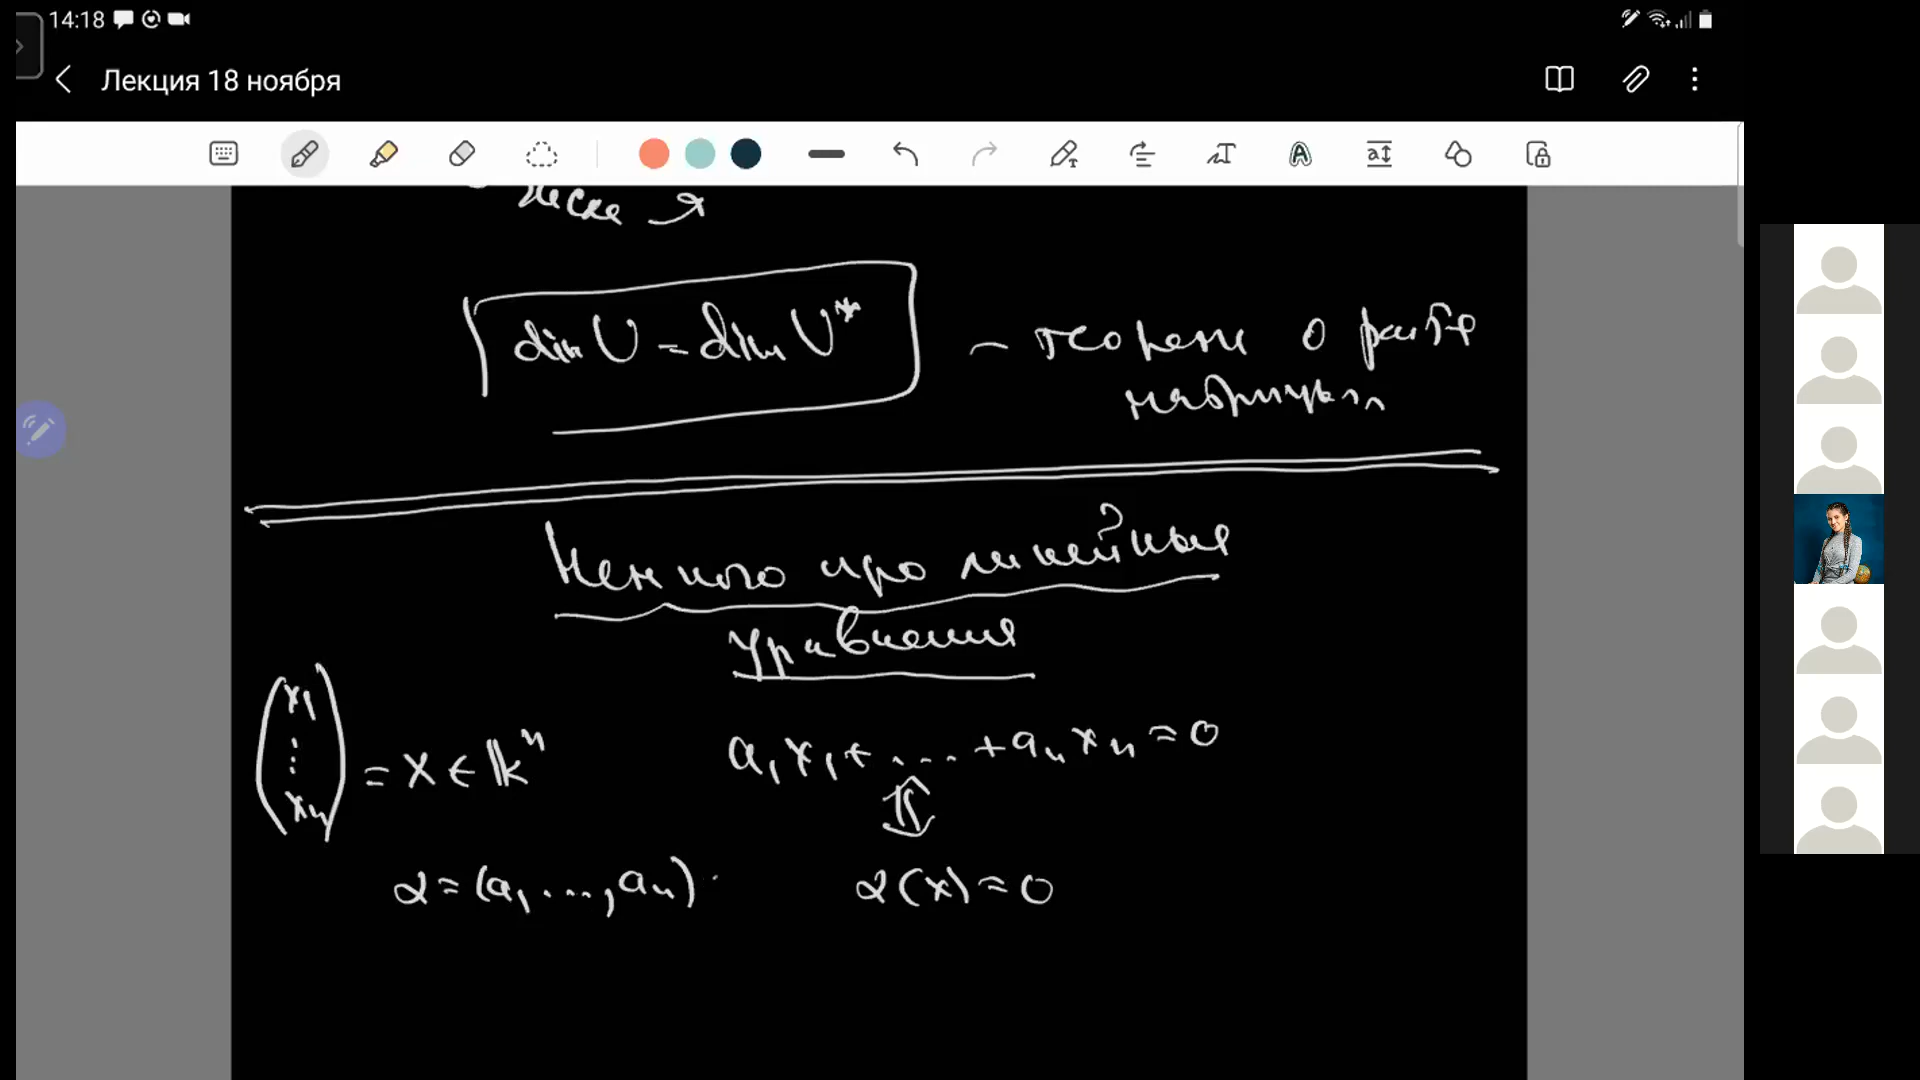 14:18
Лекция 18 ноября
dim U = dim U* – теорема о ранге
матрицы
Немного про линейные
уравнения
(x₁ ⋮ xₙ) = x ∈ 𝕜ⁿ
a₁x₁+ .... +aₙxₙ=0
⇕
α=(a₁,...,aₙ)
α(x)=0